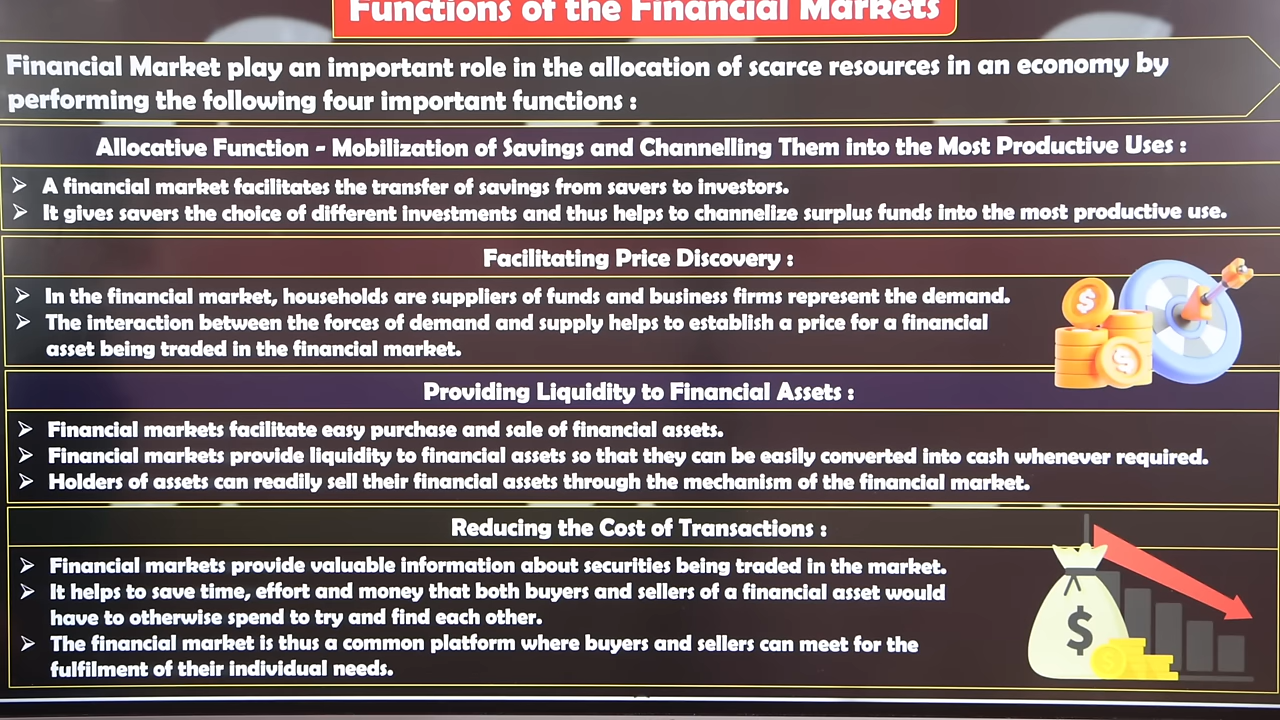 Functions of the Financial Markets
Financial Market play an important role in the allocation of scarce resources in an economy by
performing the following four important functions :
Allocative Function - Mobilization of Savings and Channelling Them into the Most Productive Uses :
➢ A financial market facilitates the transfer of savings from savers to investors.
➢ It gives savers the choice of different investments and thus helps to channelize surplus funds into the most productive use.
Facilitating Price Discovery :
➢ In the financial market, households are suppliers of funds and business firms represent the demand.
➢ The interaction between the forces of demand and supply helps to establish a price for a financial
asset being traded in the financial market.
$
$
Providing Liquidity to Financial Assets :
➢ Financial markets facilitate easy purchase and sale of financial assets.
➢ Financial markets provide liquidity to financial assets so that they can be easily converted into cash whenever required.
➢ Holders of assets can readily sell their financial assets through the mechanism of the financial market.
Reducing the Cost of Transactions :
➢ Financial markets provide valuable information about securities being traded in the market.
➢ It helps to save time, effort and money that both buyers and sellers of a financial asset would
have to otherwise spend to try and find each other.
➢ The financial market is thus a common platform where buyers and sellers can meet for the
fulfilment of their individual needs.
$